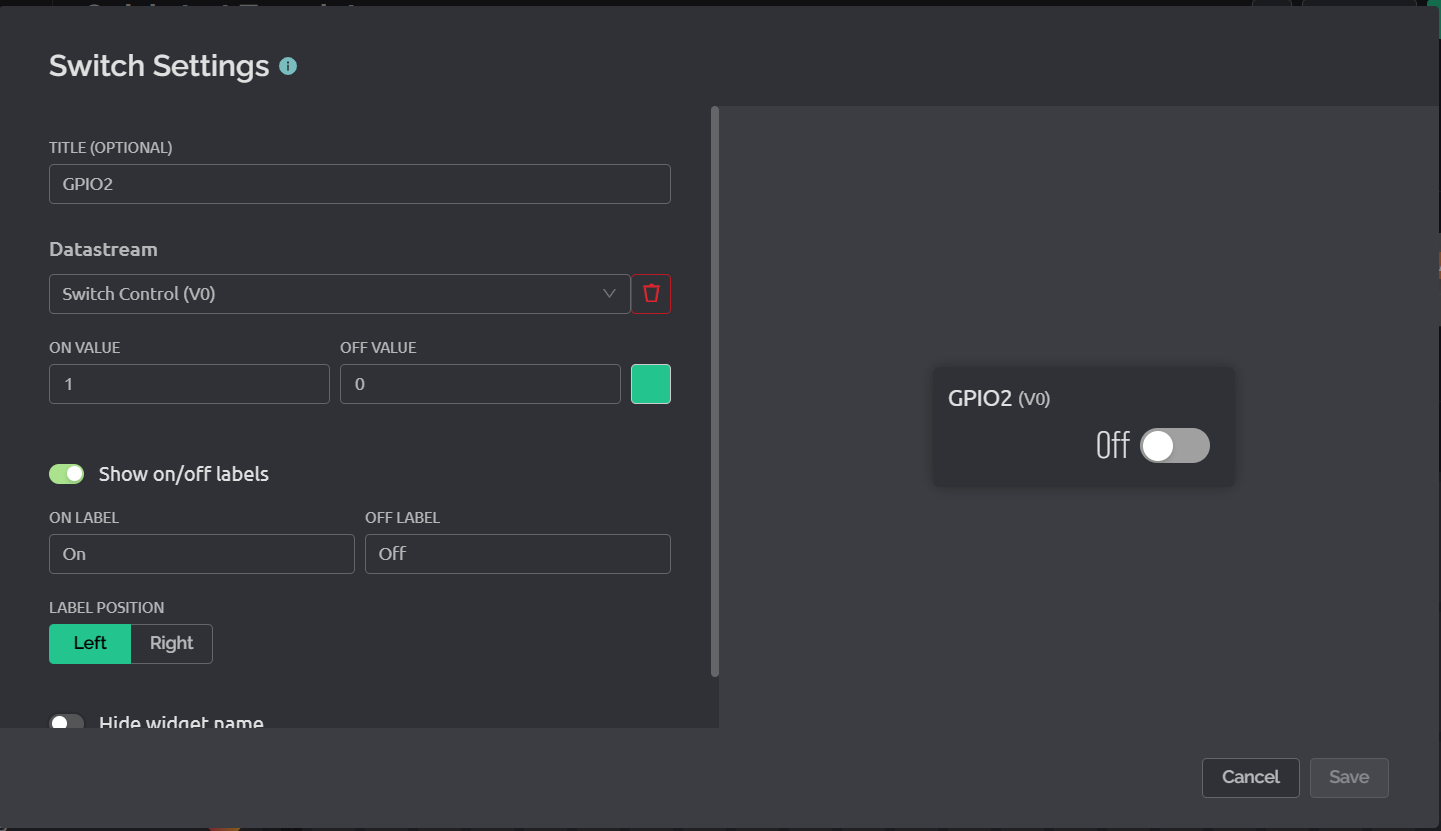 Switch Settings
TITLE (OPTIONAL)
GPIO2
Datastream
Switch Control (V0)
ON VALUE
OFF VALUE
1
0
Show on/off labels
ON LABEL
OFF LABEL
On
Off
LABEL POSITION
Left
Right
Hide widget name
GPIO2 (V0)
Off
Cancel
Save